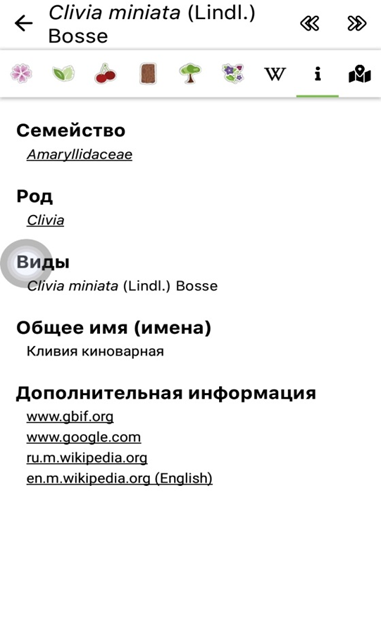 Clivia miniata (Lindl.)
Bosse
W
i
Семейство
Amaryllidaceae
Род
Clivia
Виды
Clivia miniata (Lindl.) Bosse
Общее имя (имена)
Кливия киноварная
Дополнительная информация
www.gbif.org
www.google.com
ru.m.wikipedia.org
en.m.wikipedia.org (English)